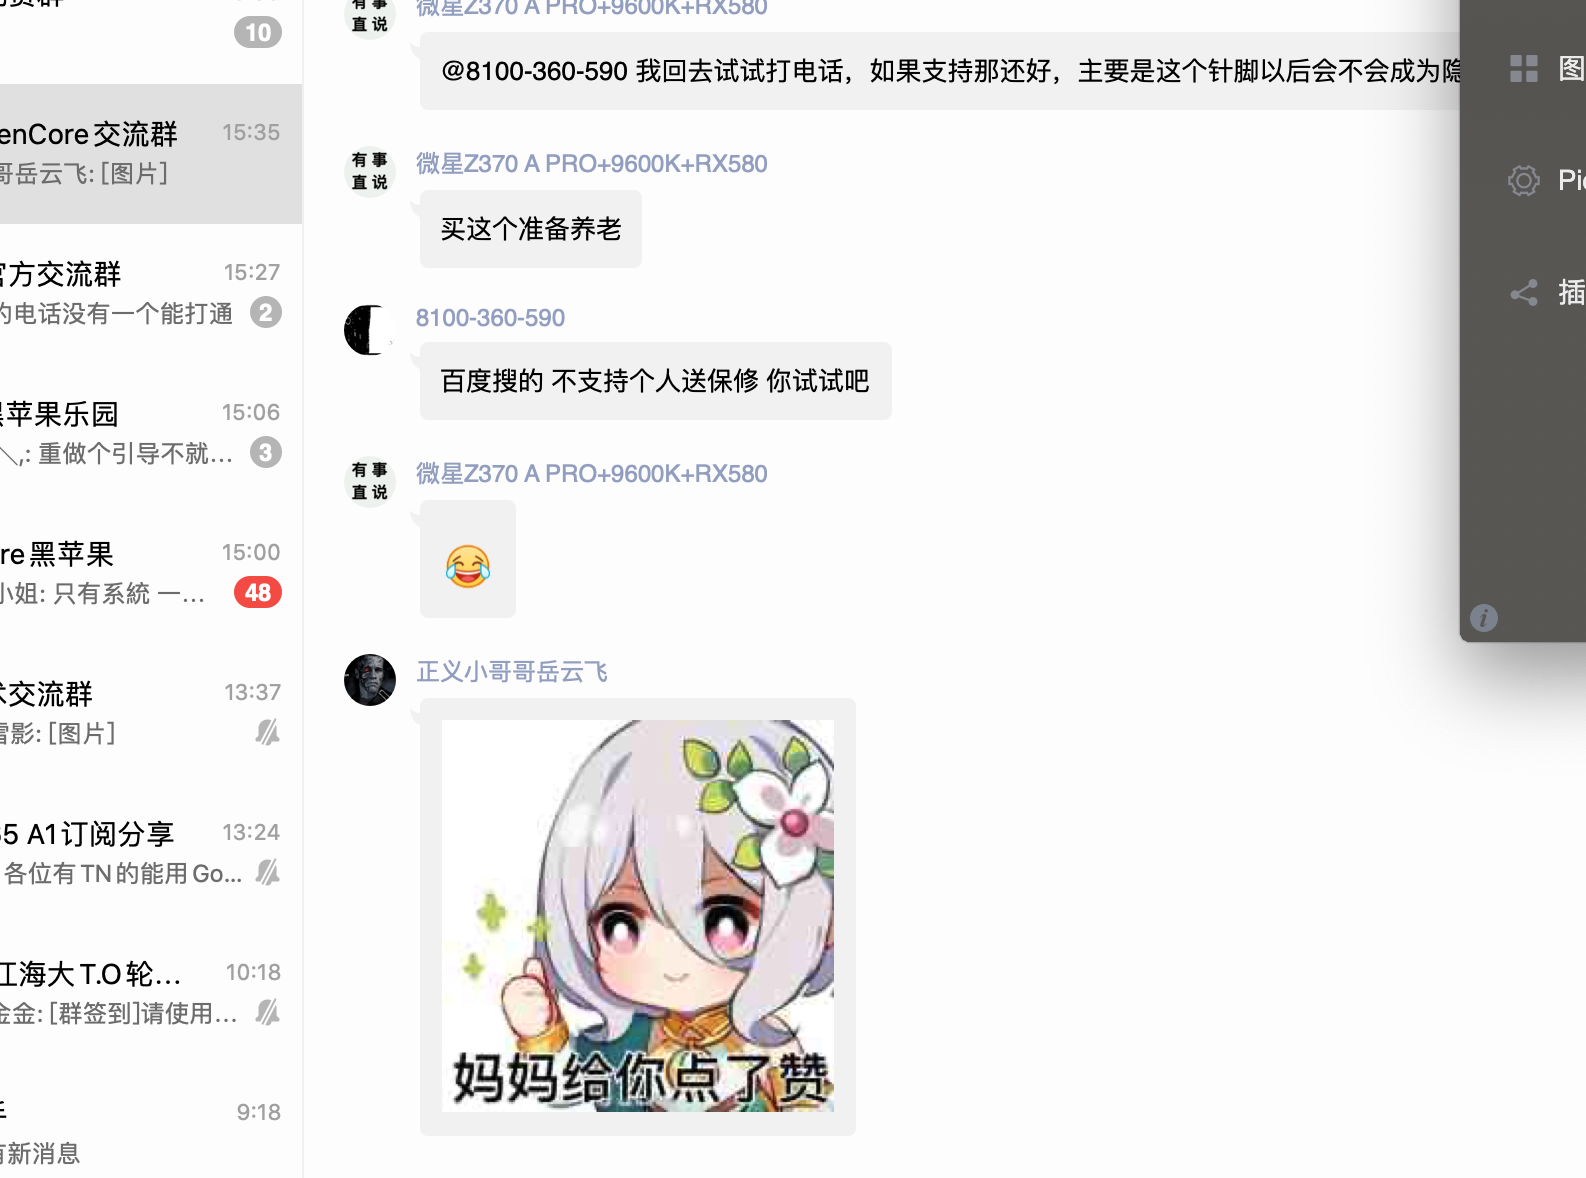 10
enCore交流群 15:35
哥岳云飞: [图片]
官方交流群 15:27
的电话没有一个能打通 2
黑苹果乐园 15:06
重做个引导不就... 3
re黑苹果 15:00
小姐: 只有系統 一... 48
术交流群 13:37
雪影: [图片]
5 A1订阅分享 13:24
各位有TN的能用Go...
江海大T.O轮... 10:18
金金: [群签到]请使用...
9:18
有新消息
有事
直说
微星Z370 A PRO+9600K+RX580
@8100-360-590 我回去试试打电话，如果支持那还好，主要是这个针脚以后会不会成为隐
有事
直说
微星Z370 A PRO+9600K+RX580
买这个准备养老
8100-360-590
百度搜的 不支持个人送保修 你试试吧
有事
直说
微星Z370 A PRO+9600K+RX580
正义小哥哥岳云飞
妈妈给你点了赞
图
Pic
插